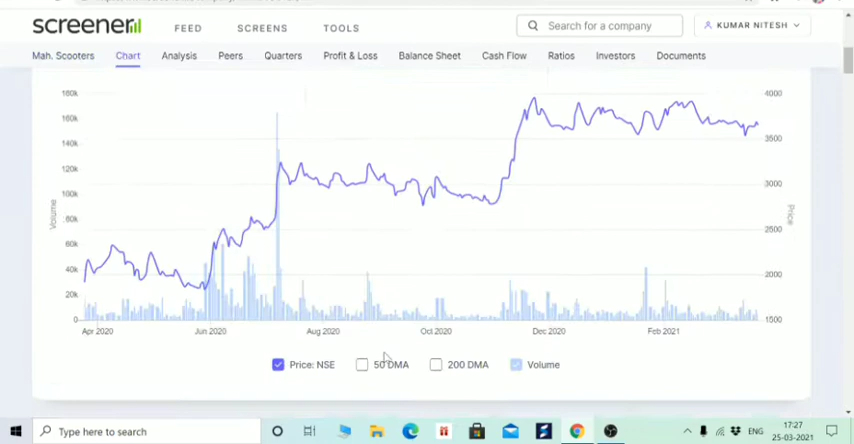 screener
FEED SCREENS TOOLS
Search for a company
KUMAR NITESH
Mah. Scooters Chart Analysis Peers Quarters Profit & Loss Balance Sheet Cash Flow Ratios Investors Documents
180k 4000
160k
140k 3500
120k
100k 3000
80k 2500
60k
40k 2000
20k
0 1500
Volume
Price
Apr 2020 Jun 2020 Aug 2020 Oct 2020 Dec 2020 Feb 2021
Price: NSE 50 DMA 200 DMA Volume
Type here to search
ENG
17:27
25-03-2021